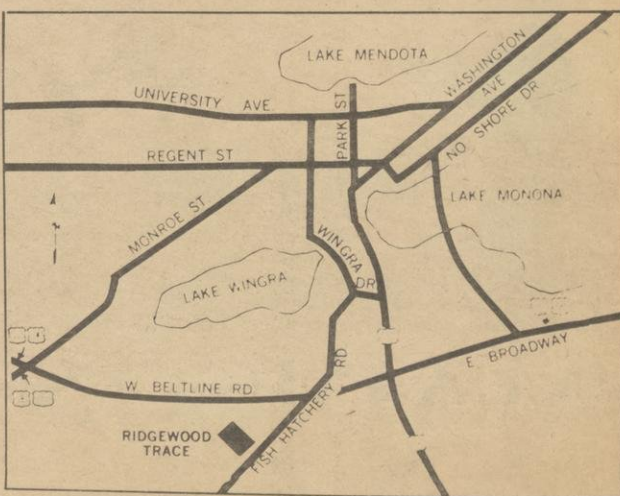 LAKE MENDOTA
WASHINGTON AVE
UNIVERSITY AVE.
PARK ST
NO SHORE DR
REGENT ST
MONROE ST
LAKE MONONA
WINGRA DR
LAKE WINGRA
E. BROADWAY
W. BELTLINE RD
FISH HATCHERY RD
RIDGEWOOD
TRACE